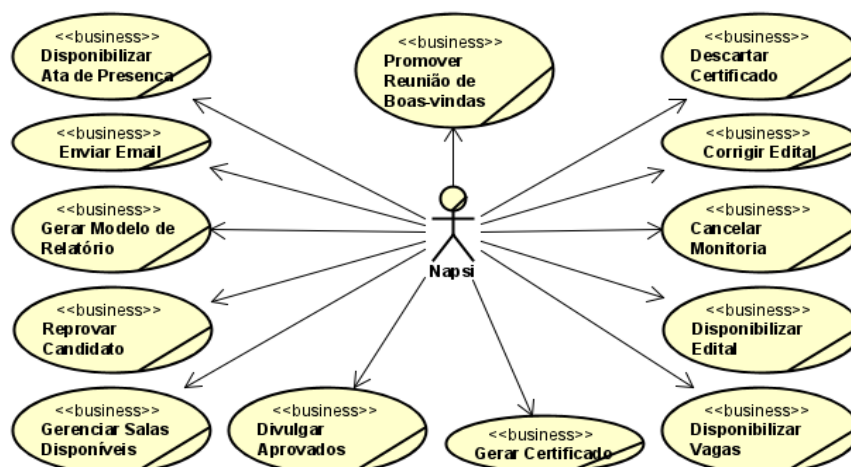 <<business>>
Disponibilizar
Ata de Presença
<<business>>
Promover
Reunião de
Boas-vindas
<<business>>
Descartar
Certificado
<<business>>
Enviar Email
<<business>>
Corrigir Edital
<<business>>
Gerar Modelo de
Relatório
<<business>>
Cancelar
Monitoria
Napsi
<<business>>
Reprovar
Candidato
<<business>>
Disponibilizar
Edital
<<business>>
Gerenciar Salas
Disponíveis
<<business>>
Divulgar
Aprovados
<<business>>
Gerar Certificado
<<business>>
Disponibilizar
Vagas